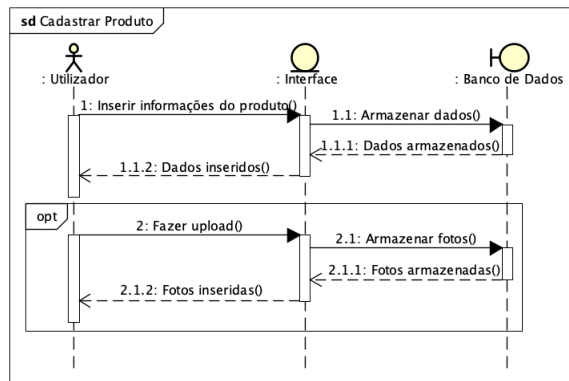 sd Cadastrar Produto
: Utilizador
: Interface
: Banco de Dados
1: Inserir informações do produto()
1.1: Armazenar dados()
1.1.1: Dados armazenados()
1.1.2: Dados inseridos()
opt
2: Fazer upload()
2.1: Armazenar fotos()
2.1.1: Fotos armazenadas()
2.1.2: Fotos inseridas()